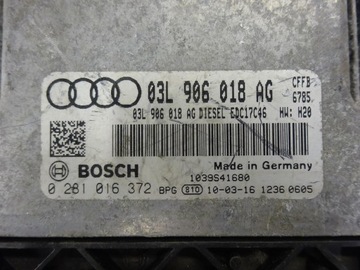 03L 906 018 AG CFFB
6785
03L 906 018 AG DIESEL EDC17C46 HW: H20
BOSCH
Made in Germany
1039S41680
0 281 016 372 BPG 810 10-03-16 1236 0605